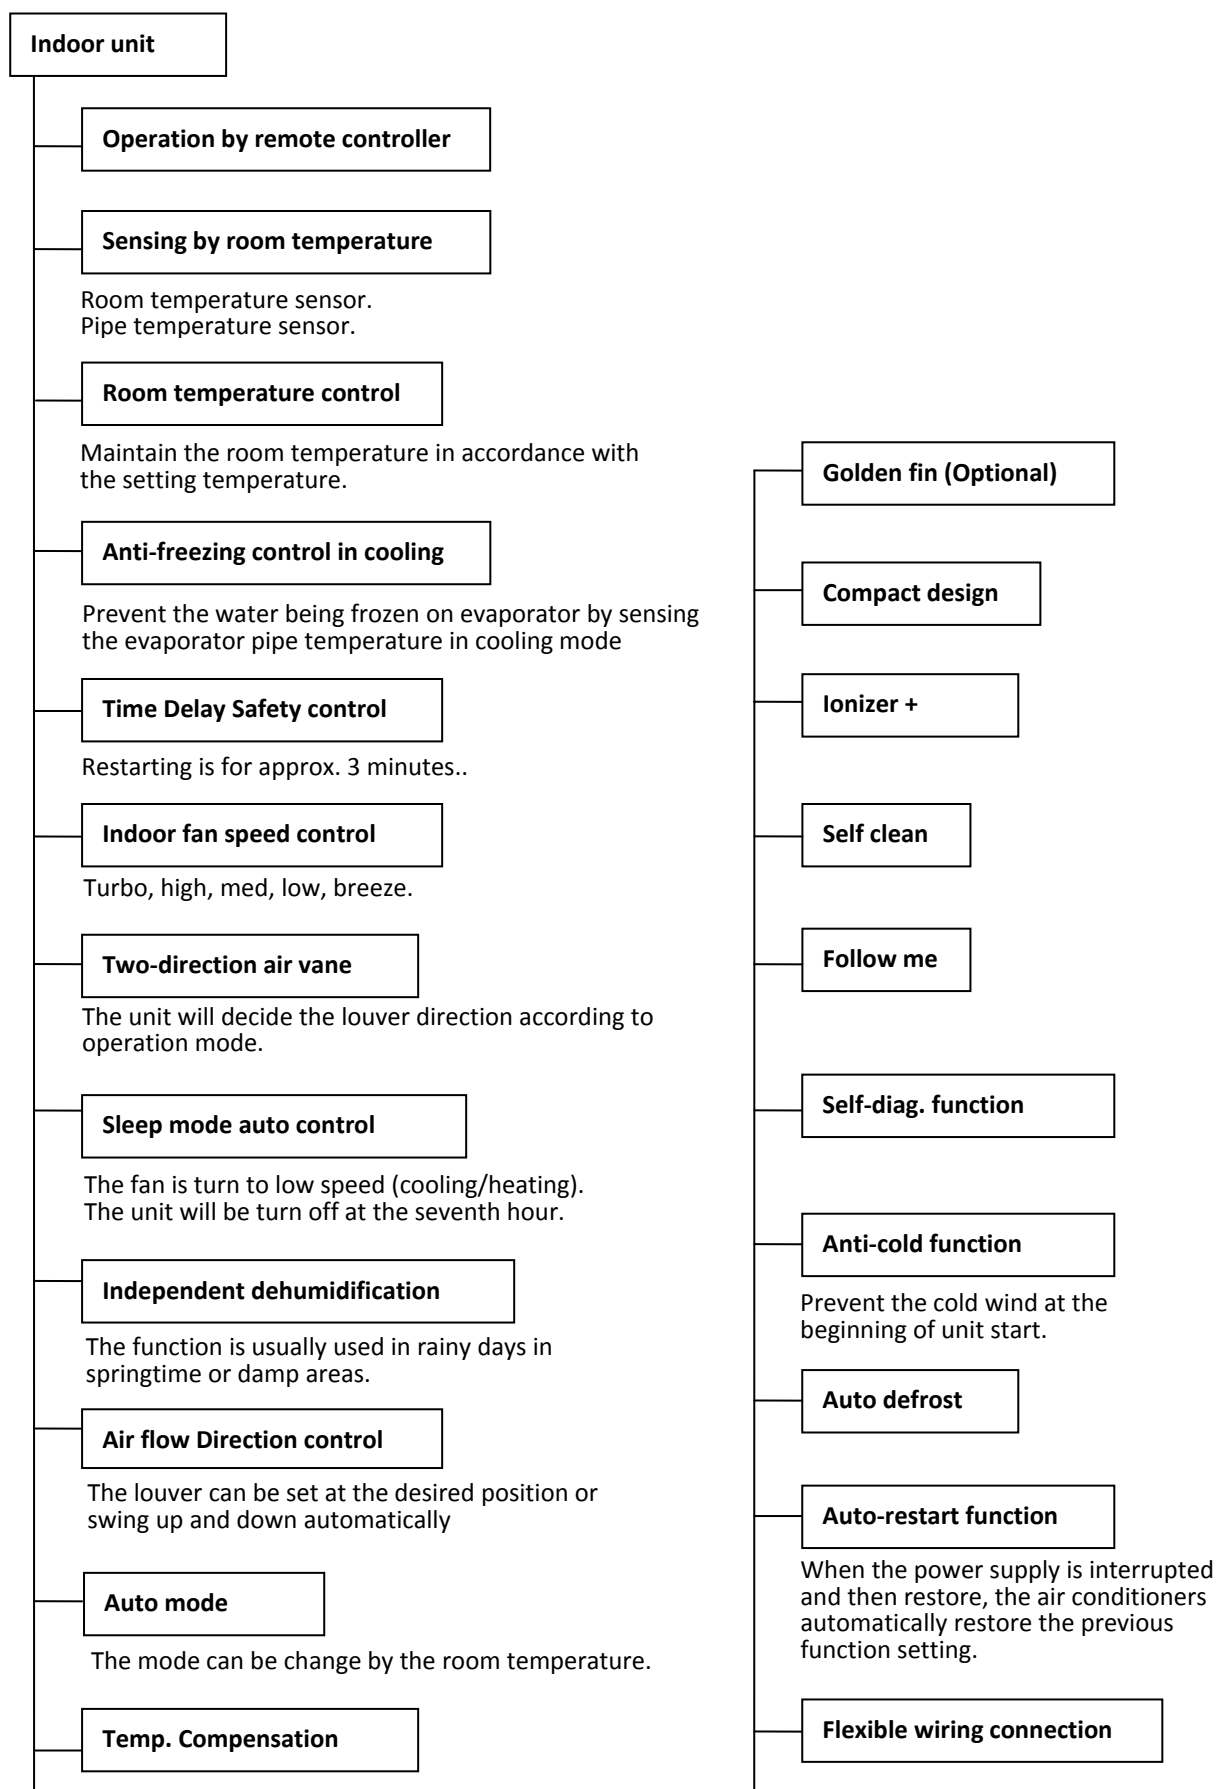 Indoor unit
Operation by remote controller
Sensing by room temperature
Room temperature sensor.
Pipe temperature sensor.
Room temperature control
Maintain the room temperature in accordance with
the setting temperature.
Anti-freezing control in cooling
Prevent the water being frozen on evaporator by sensing
the evaporator pipe temperature in cooling mode
Time Delay Safety control
Restarting is for approx. 3 minutes..
Indoor fan speed control
Turbo, high, med, low, breeze.
Two-direction air vane
The unit will decide the louver direction according to
operation mode.
Sleep mode auto control
The fan is turn to low speed (cooling/heating).
The unit will be turn off at the seventh hour.
Independent dehumidification
The function is usually used in rainy days in
springtime or damp areas.
Air flow Direction control
The louver can be set at the desired position or
swing up and down automatically
Auto mode
The mode can be change by the room temperature.
Temp. Compensation
Golden fin (Optional)
Compact design
Ionizer +
Self clean
Follow me
Self-diag. function
Anti-cold function
Prevent the cold wind at the
beginning of unit start.
Auto defrost
Auto-restart function
When the power supply is interrupted
and then restore, the air conditioners
automatically restore the previous
function setting.
Flexible wiring connection